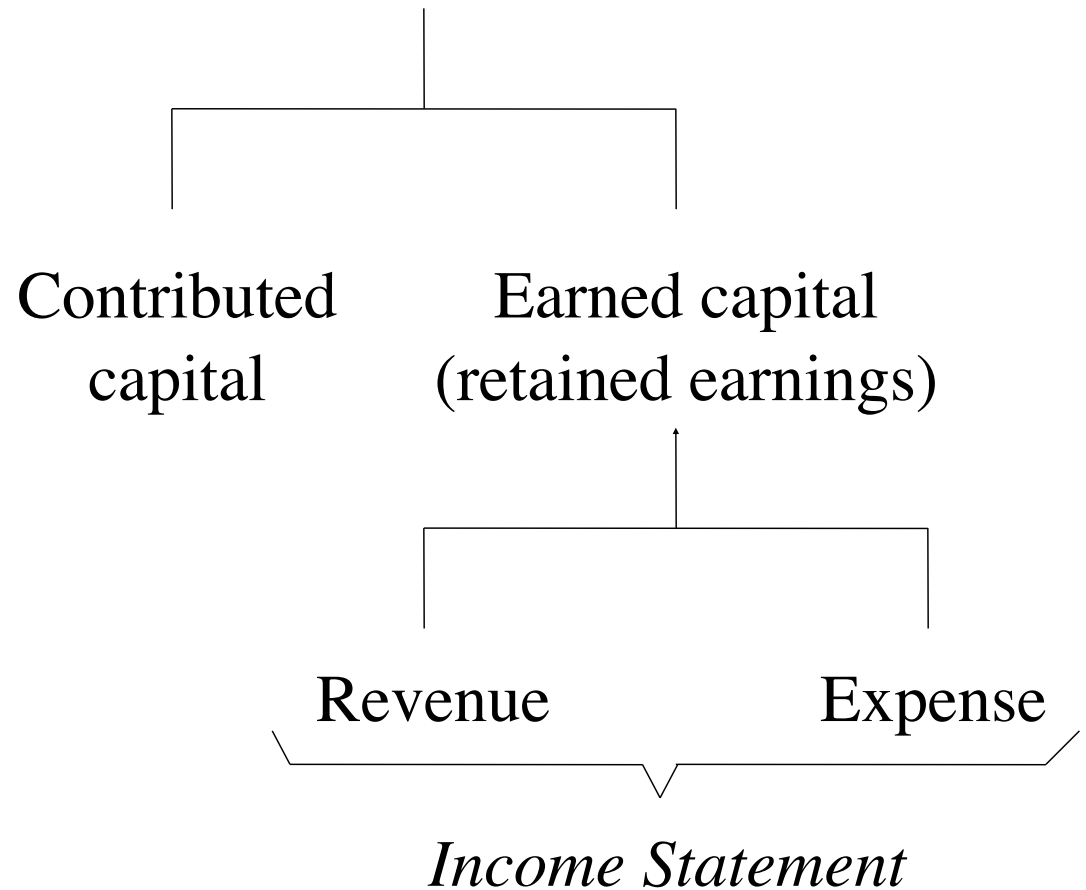 Contributed
capital
Earned capital
(retained earnings)
Revenue
Expense
Income Statement